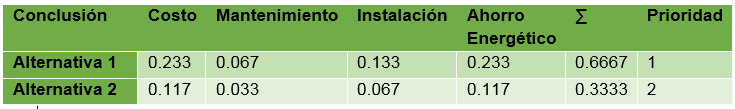 Conclusión Costo Mantenimiento Instalación Ahorro Energético ∑ Prioridad
Alternativa 1 0.233 0.067 0.133 0.233 0.6667 1
Alternativa 2 0.117 0.033 0.067 0.117 0.3333 2